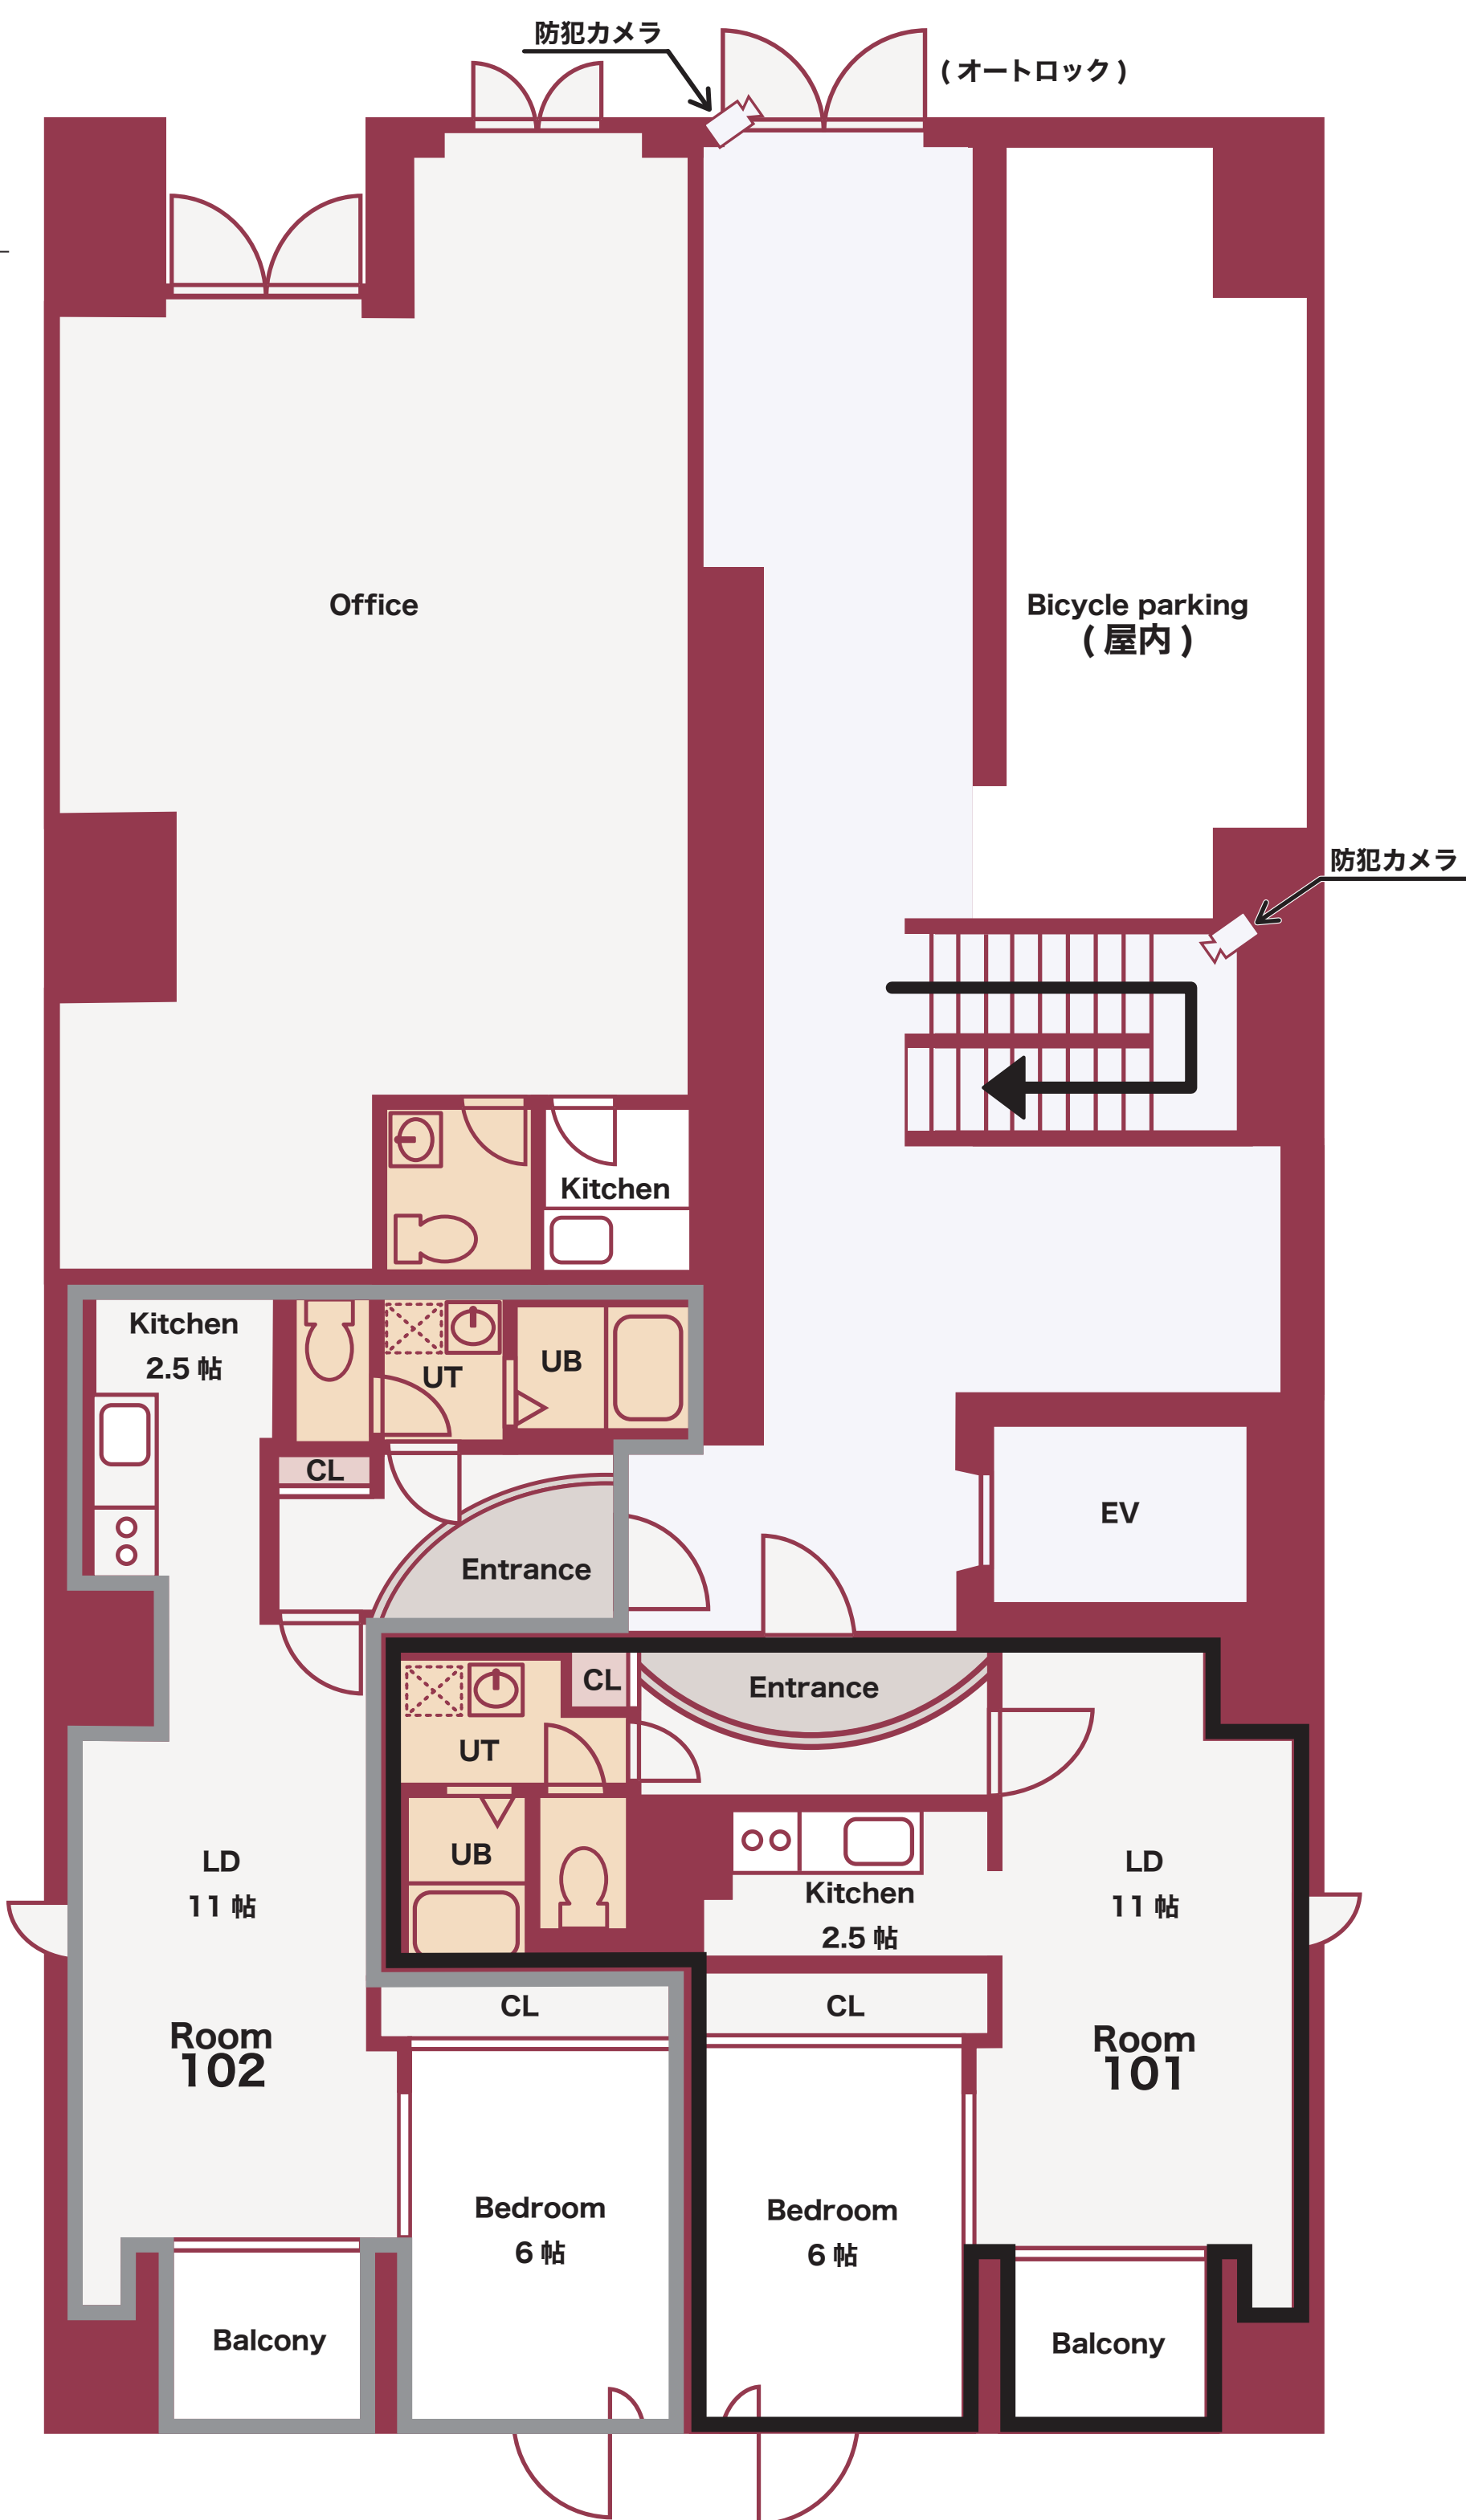 防犯カメラ
( オートロック )
Office
Bicycle parking
( 屋内 )
防犯カメラ
Kitchen
Kitchen
2.5 帖
UT
UB
CL
EV
Entrance
CL
Entrance
UT
UB
LD
11 帖
Kitchen
2.5 帖
LD
11 帖
CL
CL
Room
102
Room
101
Bedroom
6 帖
Bedroom
6 帖
Balcony
Balcony